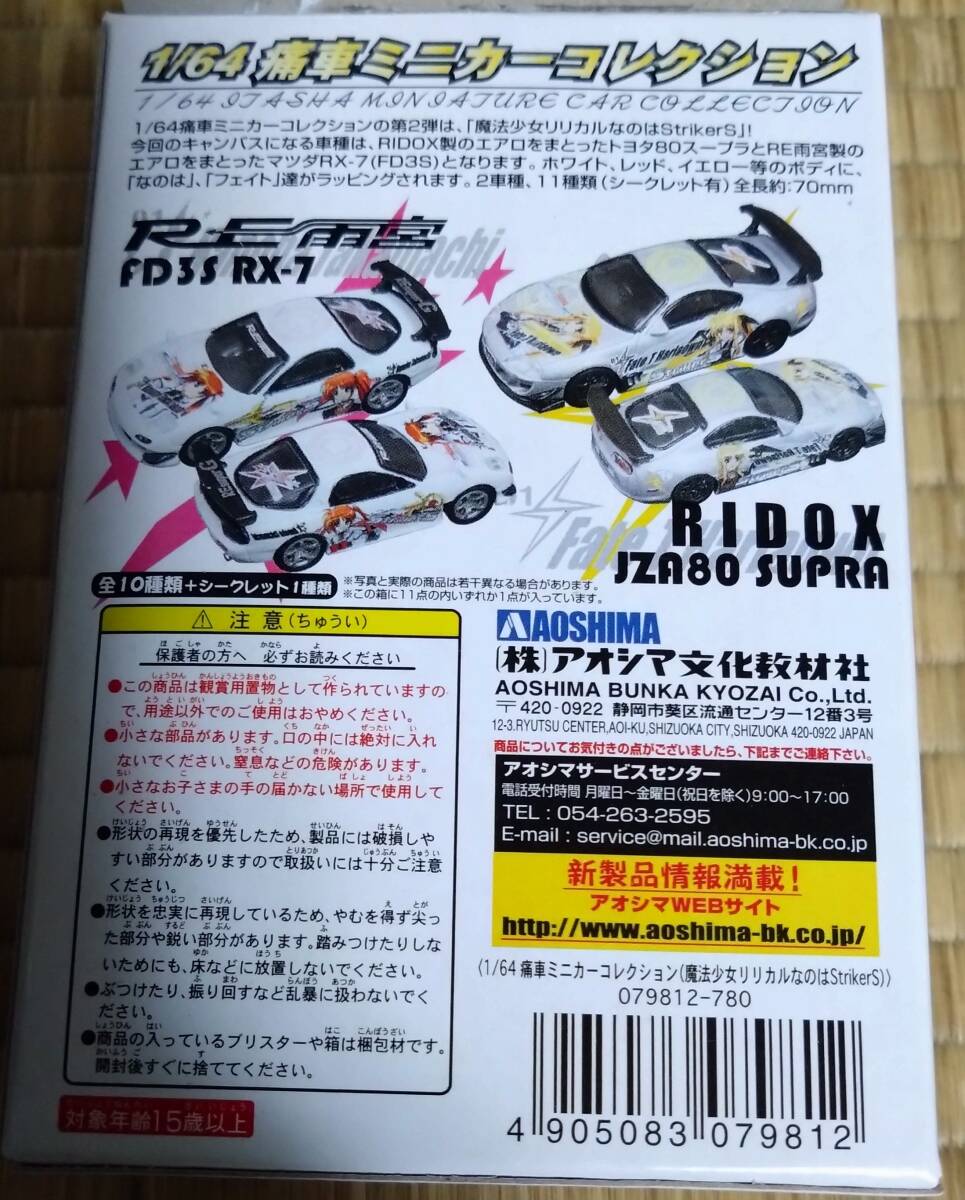 1/64 痛車ミニカーコレクション
1/64 ITASHA MINIATURE CAR COLLECTION
1/64痛車ミニカーコレクションの第2弾は、「魔法少女リリカルなのはStrikerS」!
今回のキャンバスになる車種は、RIDOX製のエアロをまとったトヨタ80スープラとRE雨宮製の
エアロをまとったマツダRX-7(FD3S)となります。ホワイト、レッド、イエロー等のボディに、
「なのは」、「フェイト」達がラッピングされます。2車種、11種類(シークレット有)全長約:70mm
RE雨宮
FD3S RX-7
Fate T Harlaown
RIDOX
JZA80 SUPRA
全10種類+シークレット1種類
※写真と実際の商品は若干異なる場合があります。
※この箱に11点の内いずれか1点が入っています。
⚠ 注意(ちゅうい)
保護者の方へ 必ずお読みください
●この商品は観賞用置物として作られていますの
で、用途以外でのご使用はおやめください。
●小さな部品があります。口の中には絶対に入れ
ないでください。窒息などの危険があります。
●小さなお子さまの手の届かない場所で使用して
ください。
●形状の再現を優先したため、製品には破損しや
すい部分がありますので取扱いには十分ご注意
ください。
●形状を忠実に再現しているため、やむを得ず尖っ
た部分や鋭い部分があります。踏みつけたりしな
いためにも、床などに放置しないでください。
●ぶつけたり、振り回すなど乱暴に扱わないでく
ださい。
●商品の入っているブリスターや箱は梱包材です。
開封後すぐに捨ててください。
対象年齢15歳以上
AOSHIMA
(株)アオシマ文化教材社
AOSHIMA BUNKA KYOZAI Co.,Ltd.
〒420-0922 静岡市葵区流通センター12番3号
12-3.RYUTSU CENTER,AOI-KU,SHIZUOKA CITY,SHIZUOKA 420-0922 JAPAN
商品についてお気付きの点がございましたら、下記までご連絡下さい。
アオシマサービスセンター
電話受付時間 月曜日〜金曜日(祝日を除く)9:00〜17:00
TEL : 054-263-2595
E-mail : service@mail.aoshima-bk.co.jp
新製品情報満載!
アオシマWEBサイト
http://www.aoshima-bk.co.jp/
〈1/64 痛車ミニカーコレクション(魔法少女リリカルなのはStrikerS)〉
079812-780
4 905083 079812